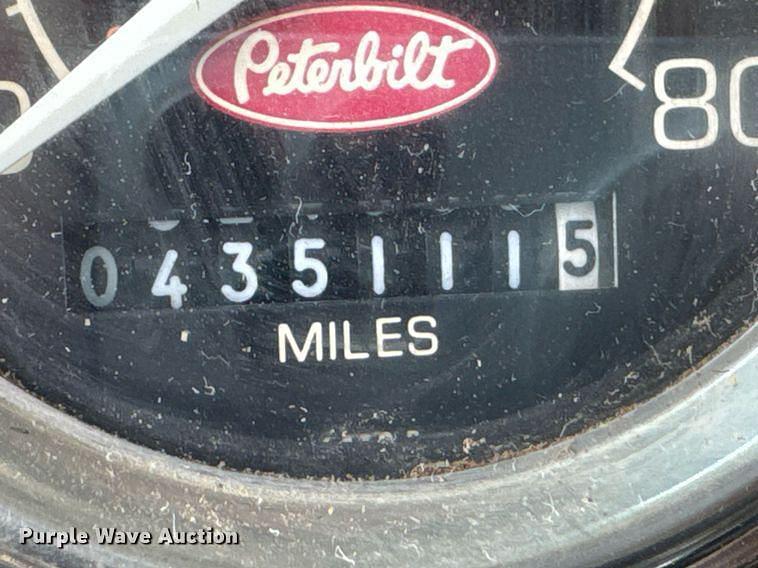 Peterbilt
80
04351115
MILES
Purple Wave Auction